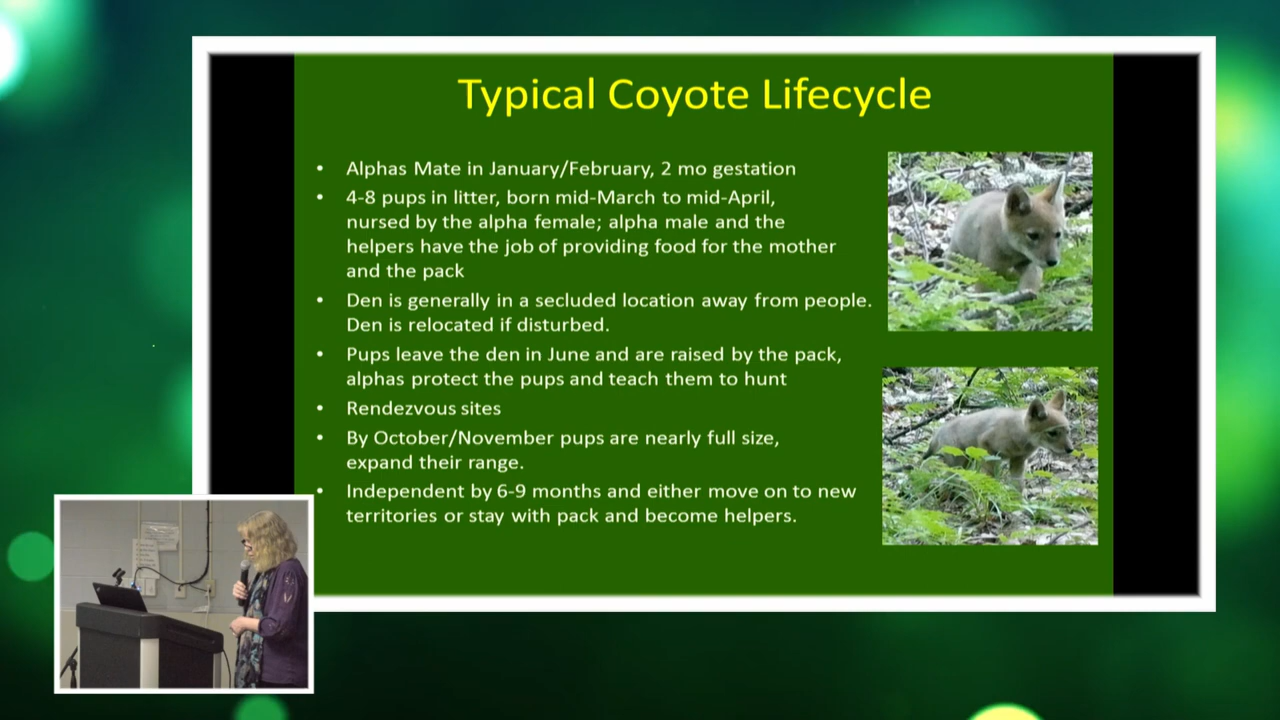 Typical Coyote Lifecycle
• Alphas Mate in January/February, 2 mo gestation
• 4-8 pups in litter, born mid-March to mid-April,
nursed by the alpha female; alpha male and the
helpers have the job of providing food for the mother
and the pack
• Den is generally in a secluded location away from people.
Den is relocated if disturbed.
• Pups leave the den in June and are raised by the pack,
alphas protect the pups and teach them to hunt
• Rendezvous sites
• By October/November pups are nearly full size,
expand their range.
• Independent by 6-9 months and either move on to new
territories or stay with pack and become helpers.